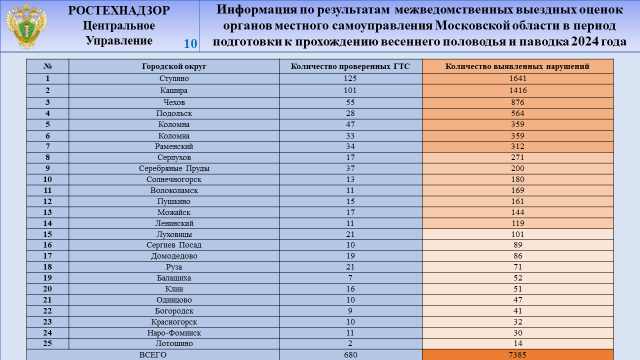 РОСТЕХНАДЗОР
Центральное
Управление
10
Информация по результатам межведомственных выездных оценок
органов местного самоуправления Московской области в период
подготовки к прохождению весеннего половодья и паводка 2024 года
№ Городской округ Количество проверенных ГТС Количество выявленных нарушений
1 Ступино 125 1641
2 Кашира 101 1416
3 Чехов 55 876
4 Подольск 28 564
5 Коломна 47 359
6 Коломна 33 359
7 Раменский 34 312
8 Серпухов 17 271
9 Серебряные Пруды 37 200
10 Солнечногорск 13 180
11 Волоколамск 11 169
12 Пушкино 15 161
13 Можайск 17 144
14 Ленинский 11 119
15 Луховицы 21 101
16 Сергиев Посад 10 89
17 Домодедово 19 86
18 Руза 21 71
19 Балашиха 7 52
20 Клин 16 51
21 Одинцово 10 47
22 Богородск 9 41
23 Красногорск 10 32
24 Наро-Фоминск 11 30
25 Лотошино 2 14
ВСЕГО 680 7385